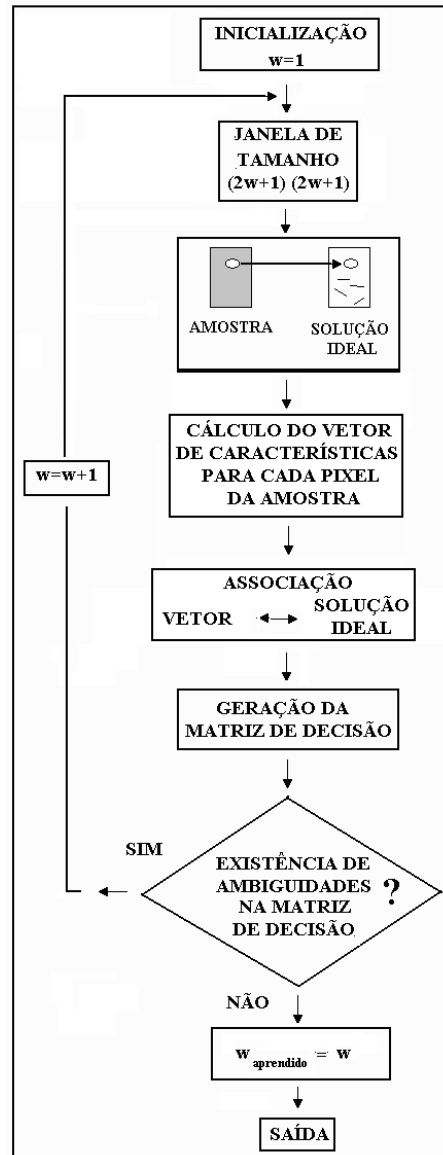 INICIALIZAÇÃO
w=1
JANELA DE
TAMANHO
(2w+1) (2w+1)
AMOSTRA
SOLUÇÃO
IDEAL
CÁLCULO DO VETOR
DE CARACTERÍSTICAS
PARA CADA PIXEL
DA AMOSTRA
w=w+1
ASSOCIAÇÃO
VETOR
SOLUÇÃO
IDEAL
GERAÇÃO DA
MATRIZ DE DECISÃO
SIM
EXISTÊNCIA DE
AMBIGUIDADES
NA MATRIZ
DE DECISÃO
?
NÃO
w aprendido = w
SAÍDA